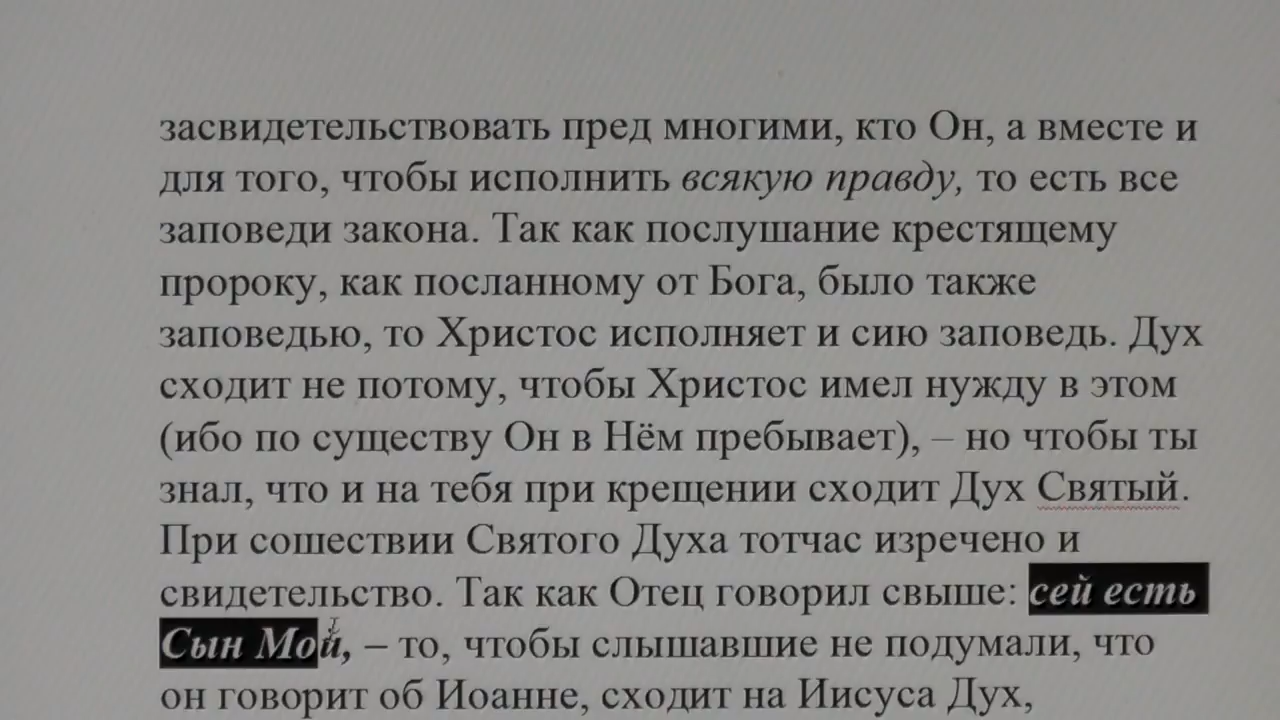 засвидетельствовать пред многими, кто Он, а вместе и
для того, чтобы исполнить всякую правду, то есть все
заповеди закона. Так как послушание крестящему
пророку, как посланному от Бога, было также
заповедью, то Христос исполняет и сию заповедь. Дух
сходит не потому, чтобы Христос имел нужду в этом
(ибо по существу Он в Нём пребывает), – но чтобы ты
знал, что и на тебя при крещении сходит Дух Святый.
При сошествии Святого Духа тотчас изречено и
свидетельство. Так как Отец говорил свыше: сей есть
Сын Мой, – то, чтобы слышавшие не подумали, что
он говорит об Иоанне, сходит на Иисуса Дух,